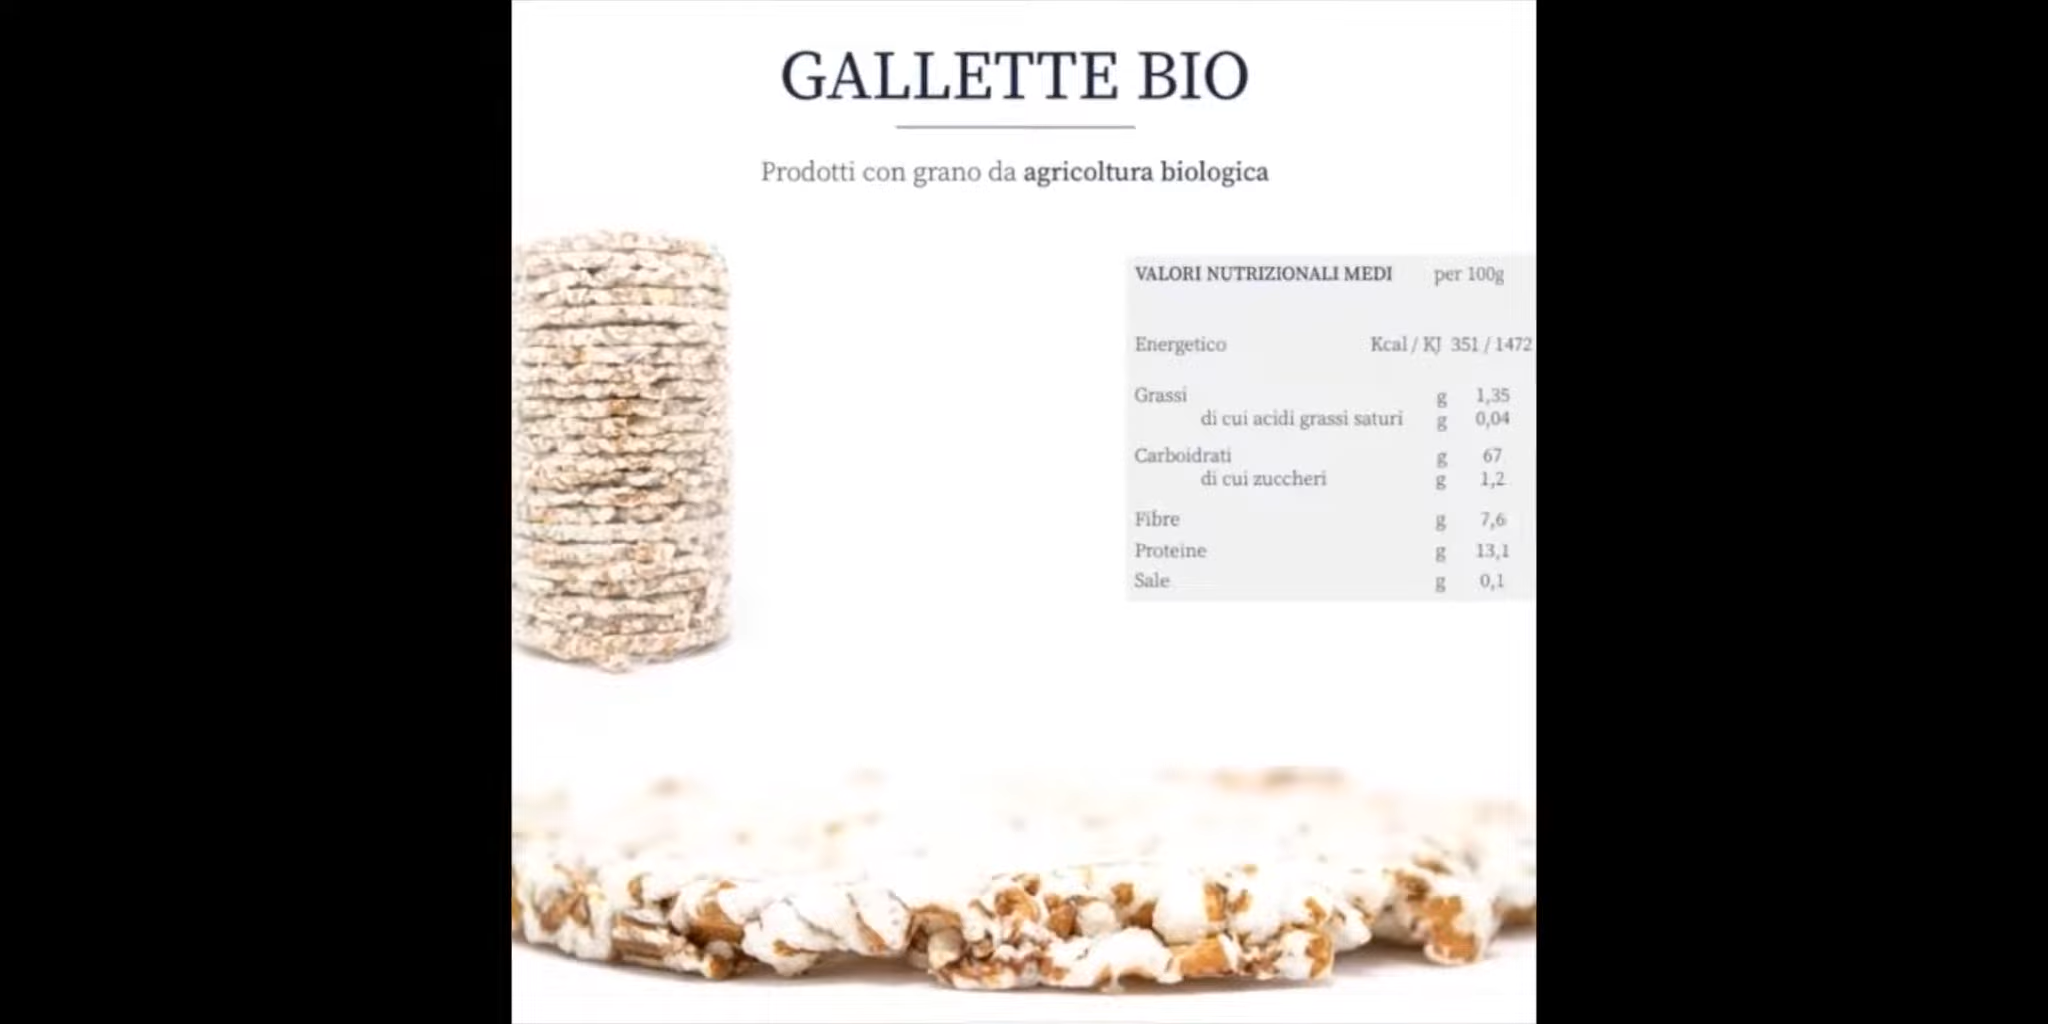 GALLETTE BIO
Prodotti con grano da agricoltura biologica
VALORI NUTRIZIONALI MEDI per 100g
Energetico Kcal / KJ 351 / 1472
Grassi g 1,35
di cui acidi grassi saturi g 0,04
Carboidrati g 67
di cui zuccheri g 1,2
Fibre g 7,6
Proteine g 13,1
Sale g 0,1